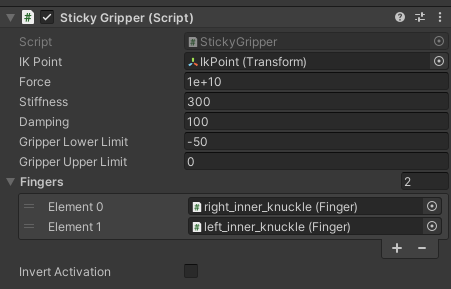 Sticky Gripper (Script)
Script StickyGripper
IK Point IkPoint (Transform)
Force 1e+10
Stiffness 300
Damping 100
Gripper Lower Limit -50
Gripper Upper Limit 0
Fingers 2
Element 0 right_inner_knuckle (Finger)
Element 1 left_inner_knuckle (Finger)
+ −
Invert Activation